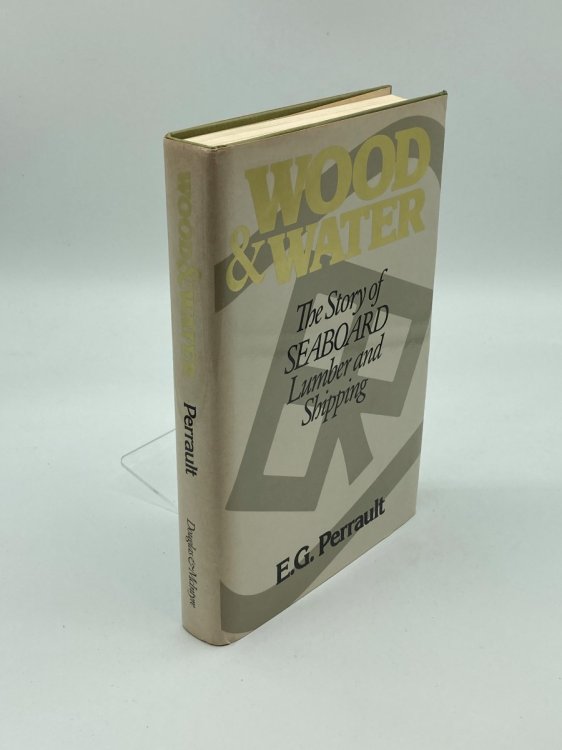 WOOD
& WATER
The Story of
SEABOARD
Lumber and
Shipping
E.G. Perrault
WOOD & WATER
Perrault
Douglas & McIntyre